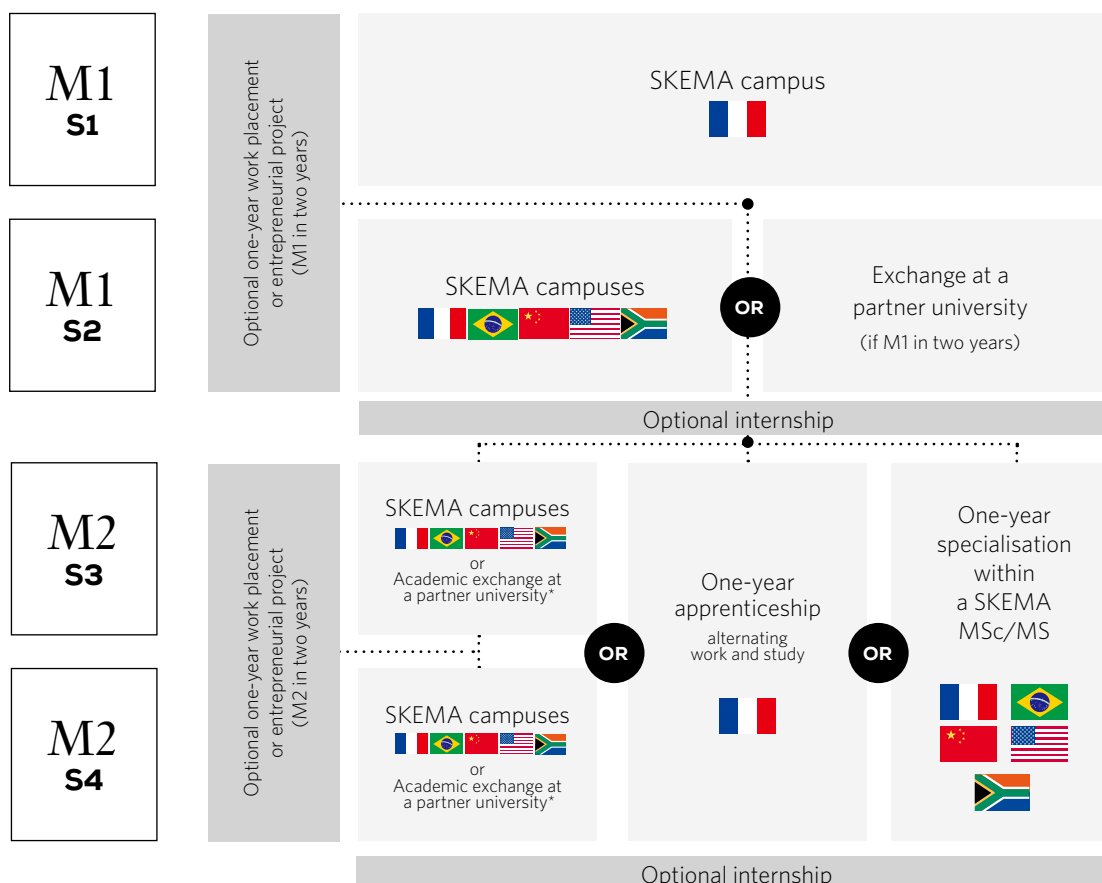 M1
S1
Optional one-year work placement
or entrepreneurial project
(M1 in two years)
SKEMA campus
M1
S2
SKEMA campuses
OR
Exchange at a
partner university
(if M1 in two years)
Optional internship
M2
S3
Optional one-year work placement
or entrepreneurial project
(M2 in two years)
SKEMA campuses
or
Academic exchange at
a partner university*
OR
One-year
apprenticeship
alternating
work and study
OR
One-year
specialisation
within
a SKEMA
MSc/MS
M2
S4
SKEMA campuses
or
Academic exchange at
a partner university*
Optional internship